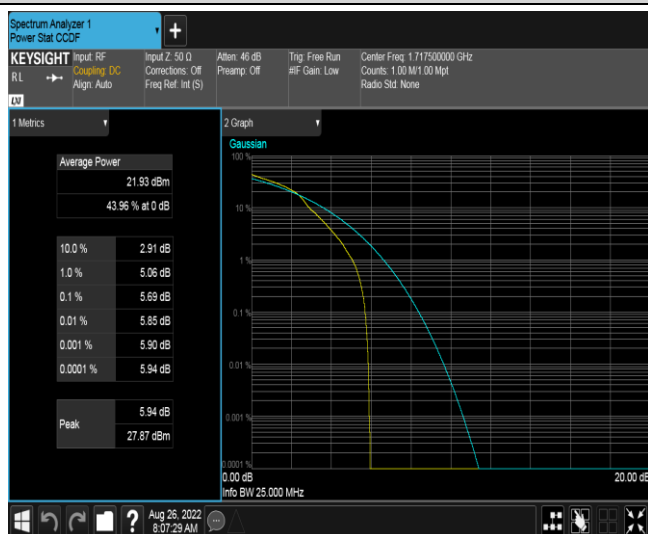 Spectrum Analyzer 1
Power Stat CCDF
+
KEYSIGHT
RL
LXI
Input: RF
Coupling: DC
Align: Auto
Input Z: 50 Ω
Corrections: Off
Freq Ref: Int (S)
Atten: 46 dB
Preamp: Off
Trig: Free Run
#IF Gain: Low
Center Freq: 1.717500000 GHz
Counts: 1.00 M/1.00 Mpt
Radio Std: None
1 Metrics
Average Power
21.93 dBm
43.96 % at 0 dB
10.0 % 2.91 dB
1.0 % 5.06 dB
0.1 % 5.69 dB
0.01 % 5.85 dB
0.001 % 5.90 dB
0.0001 % 5.94 dB
Peak
5.94 dB
27.87 dBm
2 Graph
Gaussian
100 %
10 %
1 %
0.1 %
0.01 %
0.001 %
0.0001 %
0.00 dB 20.00 dB
Info BW 25.000 MHz
?
Aug 26, 2022
8:07:29 AM